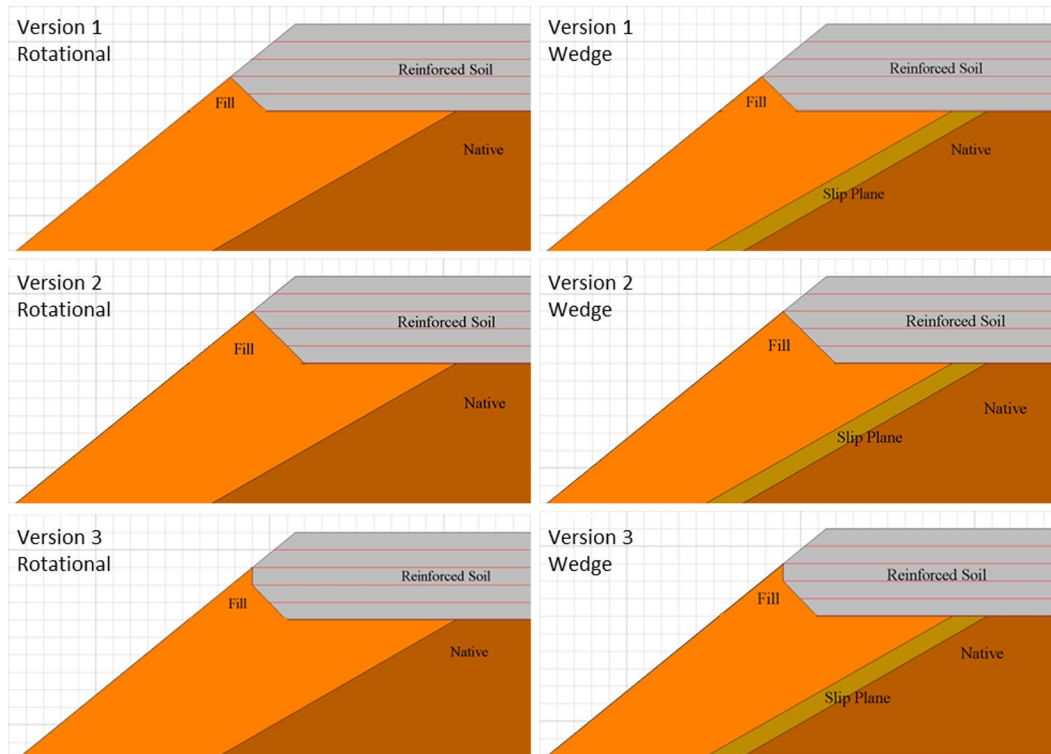 Version 1
Rotational
Reinforced Soil
Fill
Native
Version 1
Wedge
Reinforced Soil
Fill
Native
Slip Plane
Version 2
Rotational
Reinforced Soil
Fill
Native
Version 2
Wedge
Reinforced Soil
Fill
Native
Slip Plane
Version 3
Rotational
Reinforced Soil
Fill
Native
Version 3
Wedge
Reinforced Soil
Fill
Native
Slip Plane